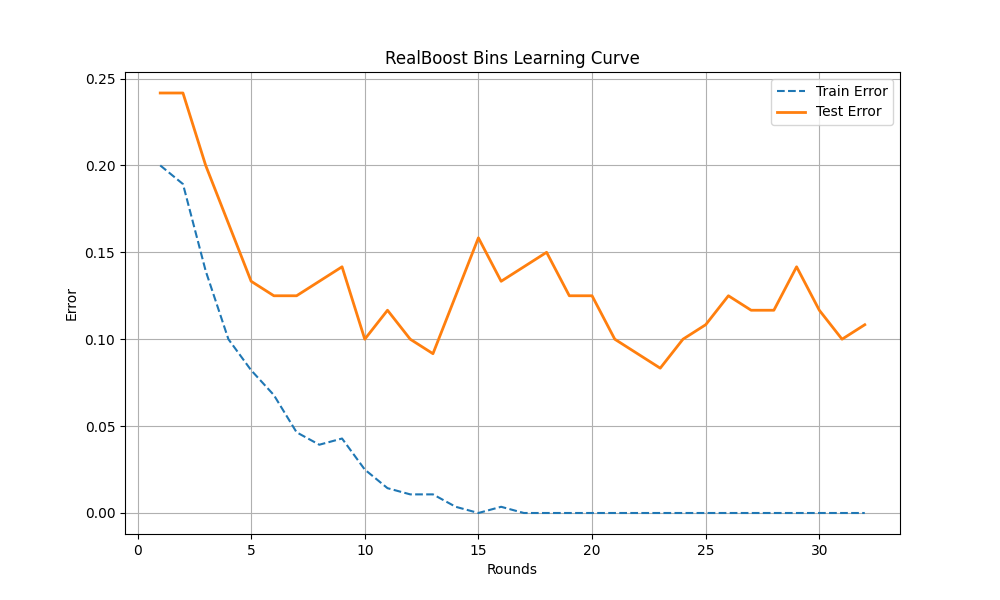 RealBoost Bins Learning Curve
Train Error
Test Error
0.25
0.20
0.15
0.10
0.05
0.00
Error
0 5 10 15 20 25 30
Rounds